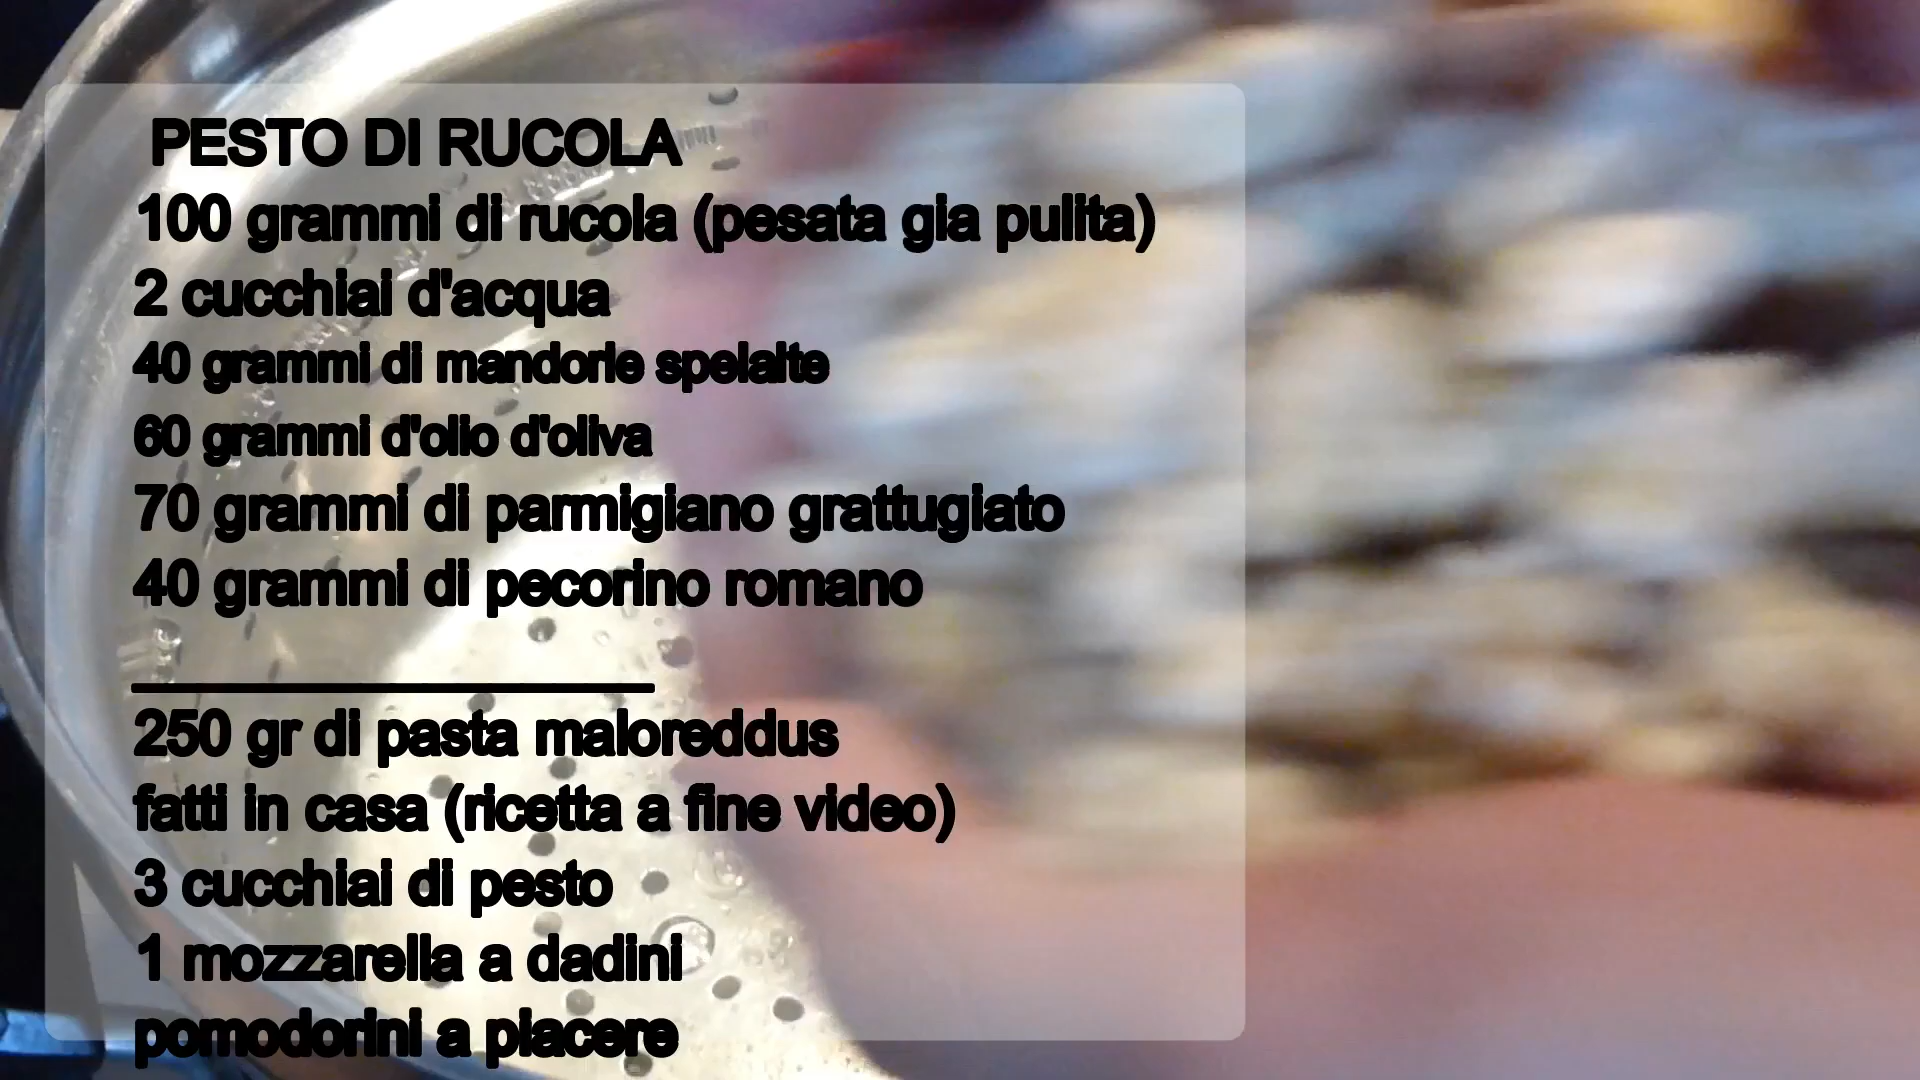 PESTO DI RUCOLA
100 grammi di rucola (pesata gia pulita)
2 cucchiai d'acqua
40 grammi di mandorle spelalte
60 grammi d'olio d'oliva
70 grammi di parmigiano grattugiato
40 grammi di pecorino romano
250 gr di pasta maloreddus
fatti in casa (ricetta a fine video)
3 cucchiai di pesto
1 mozzarella a dadini
pomodorini a piacere